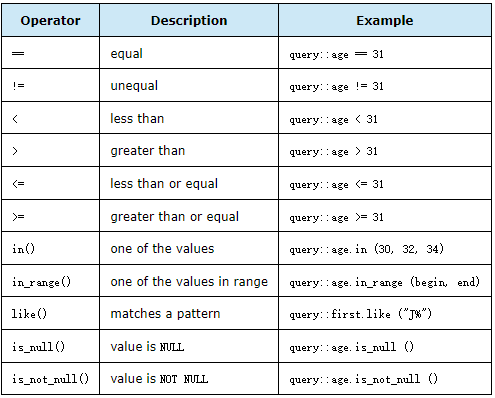 Operator Description Example
== equal query::age == 31
!= unequal query::age != 31
< less than query::age < 31
> greater than query::age > 31
<= less than or equal query::age <= 31
>= greater than or equal query::age >= 31
in() one of the values query::age.in (30, 32, 34)
in_range() one of the values in range query::age.in_range (begin, end)
like() matches a pattern query::first.like ("J%")
is_null() value is NULL query::age.is_null ()
is_not_null() value is NOT NULL query::age.is_not_null ()